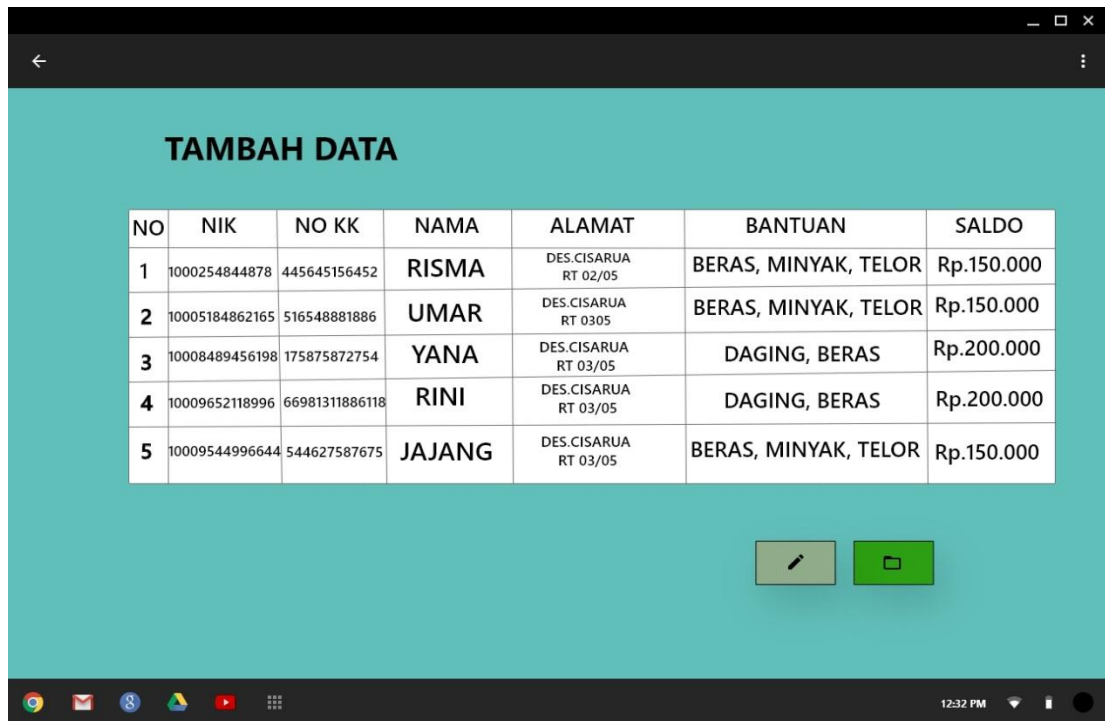 TAMBAH DATA
NO NIK NO KK NAMA ALAMAT BANTUAN SALDO
1 1000254844878 445645156452 RISMA DES.CISARUA RT 02/05 BERAS, MINYAK, TELOR Rp.150.000
2 10005184862165 516548881886 UMAR DES.CISARUA RT 0305 BERAS, MINYAK, TELOR Rp.150.000
3 10008489456198 175875872754 YANA DES.CISARUA RT 03/05 DAGING, BERAS Rp.200.000
4 10009652118996 66981311886118 RINI DES.CISARUA RT 03/05 DAGING, BERAS Rp.200.000
5 10009544996644 544627587675 JAJANG DES.CISARUA RT 03/05 BERAS, MINYAK, TELOR Rp.150.000
12:32 PM